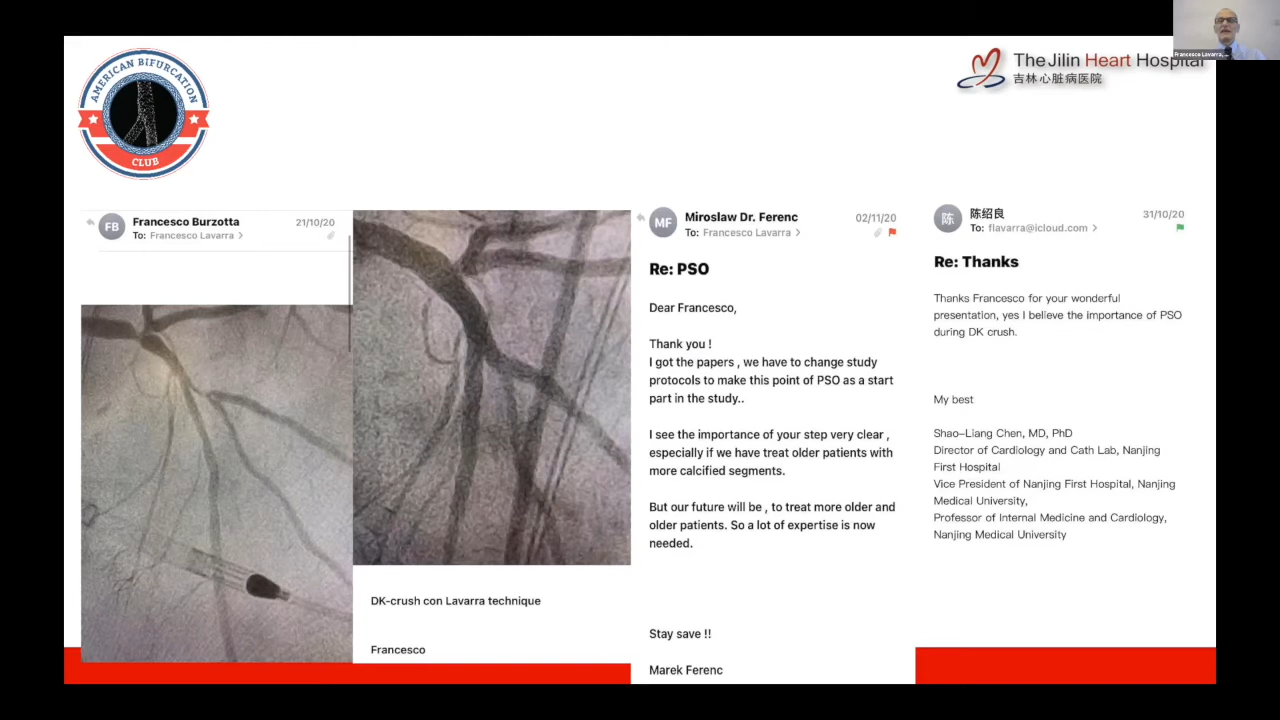 AMERICAN BIFURCATION
CLUB
The Jilin Heart Hospital
吉林心脏病医院
FB
Francesco Burzotta
21/10/20
To: Francesco Lavarra
DK-crush con Lavarra technique
Francesco
MF
Miroslaw Dr. Ferenc
02/11/20
To: Francesco Lavarra
Re: PSO
Dear Francesco,
Thank you !
I got the papers , we have to change study
protocols to make this point of PSO as a start
part in the study..
I see the importance of your step very clear ,
especially if we have treat older patients with
more calcified segments.
But our future will be , to treat more older and
older patients. So a lot of expertise is now
needed.
Stay save !!
Marek Ferenc
陈
陈绍良
31/10/20
To: flavarra@icloud.com
Re: Thanks
Thanks Francesco for your wonderful
presentation, yes I believe the importance of PSO
during DK crush.
My best
Shao-Liang Chen, MD, PhD
Director of Cardiology and Cath Lab, Nanjing
First Hospital
Vice President of Nanjing First Hospital, Nanjing
Medical University,
Professor of Internal Medicine and Cardiology,
Nanjing Medical University
Francesco Lavarra, ...